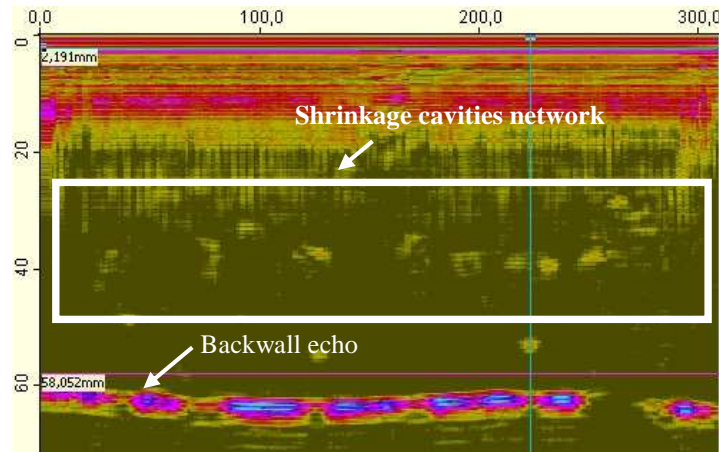 0,0 100,0 200,0 300,0
0
2,191mm
Shrinkage cavities network
20
40
Backwall echo
58,052mm
60